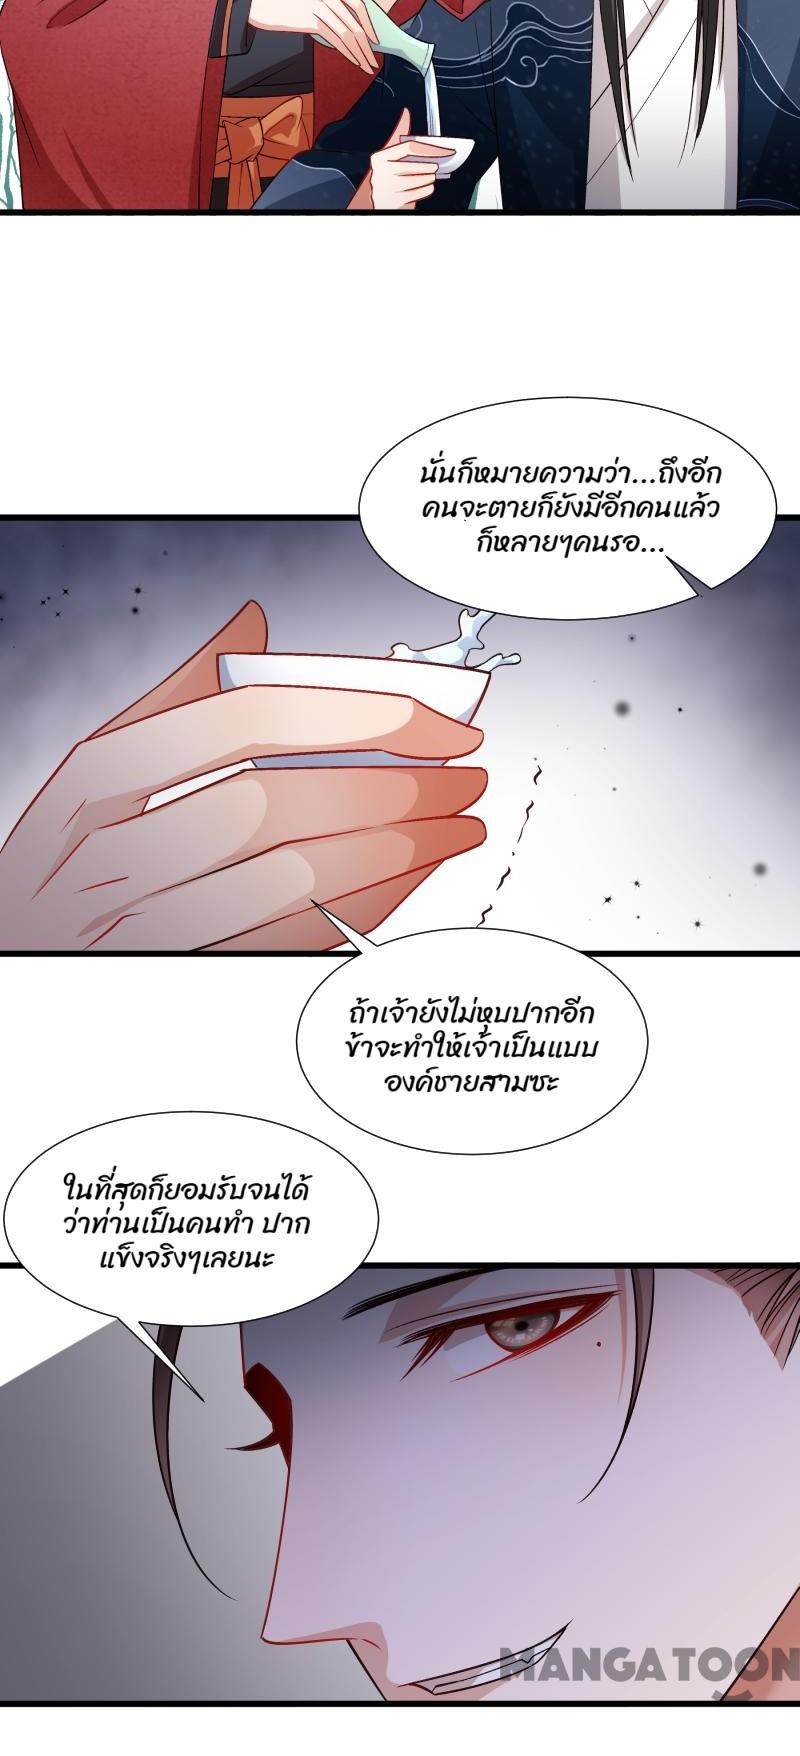 นั่นก็หมายความว่า...ถึงอีก
คนจะตายก็ยังมีอีกคนแล้ว
ก็หลายๆคนรอ...
ถ้าเจ้ายังไม่หุบปากอีก
ข้าจะทำให้เจ้าเป็นแบบ
องค์ชายสามซะ
ในที่สุดก็ยอมรับจนได้
ว่าท่านเป็นคนทำ ปาก
แข็งจริงๆเลยนะ
MANGATOON